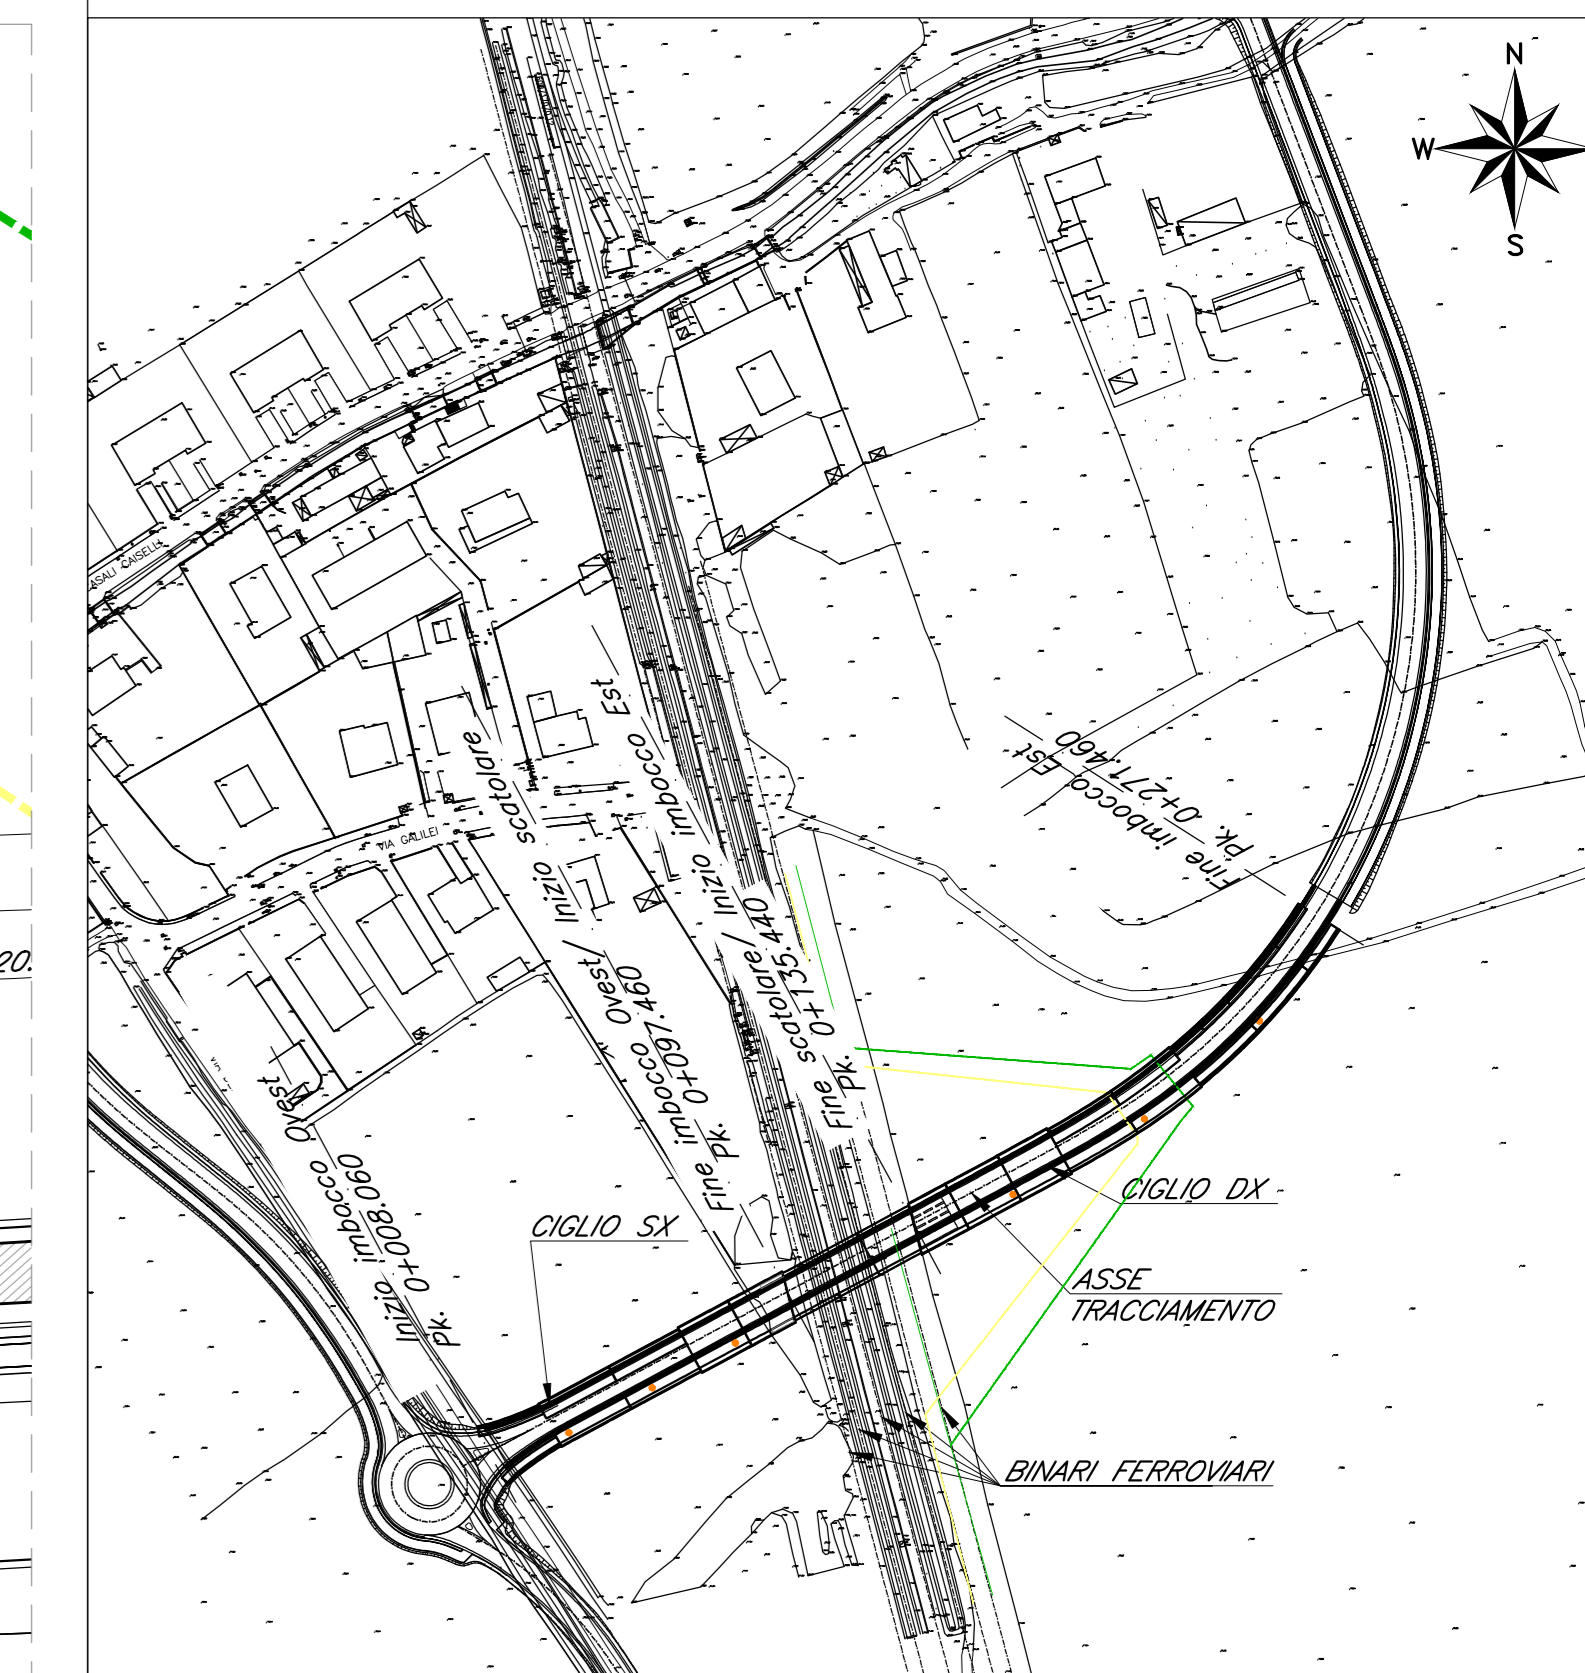 N
W
S
CASALI CAISELLI
Fine imbocco Est
Pk. 0+271.460
VIA GALILEI
Inizio imbocco Ovest
Pk. 0+008.060
Fine imbocco Ovest/ Inizio scatolare
Pk. 0+097.460
Fine scatolare/ Inizio imbocco Est
Pk. 0+135.440
20.
CIGLIO SX
CIGLIO DX
ASSE
TRACCIAMENTO
BINARI FERROVIARI